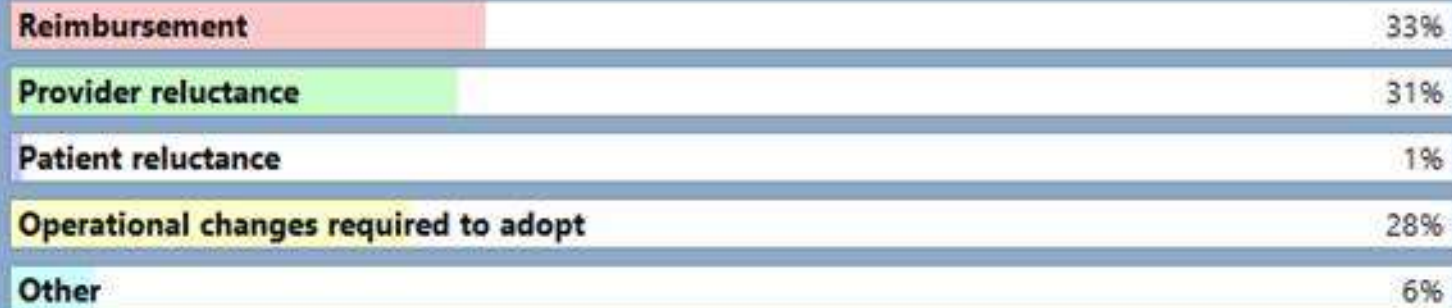 Reimbursement 33%
Provider reluctance 31%
Patient reluctance 1%
Operational changes required to adopt 28%
Other 6%